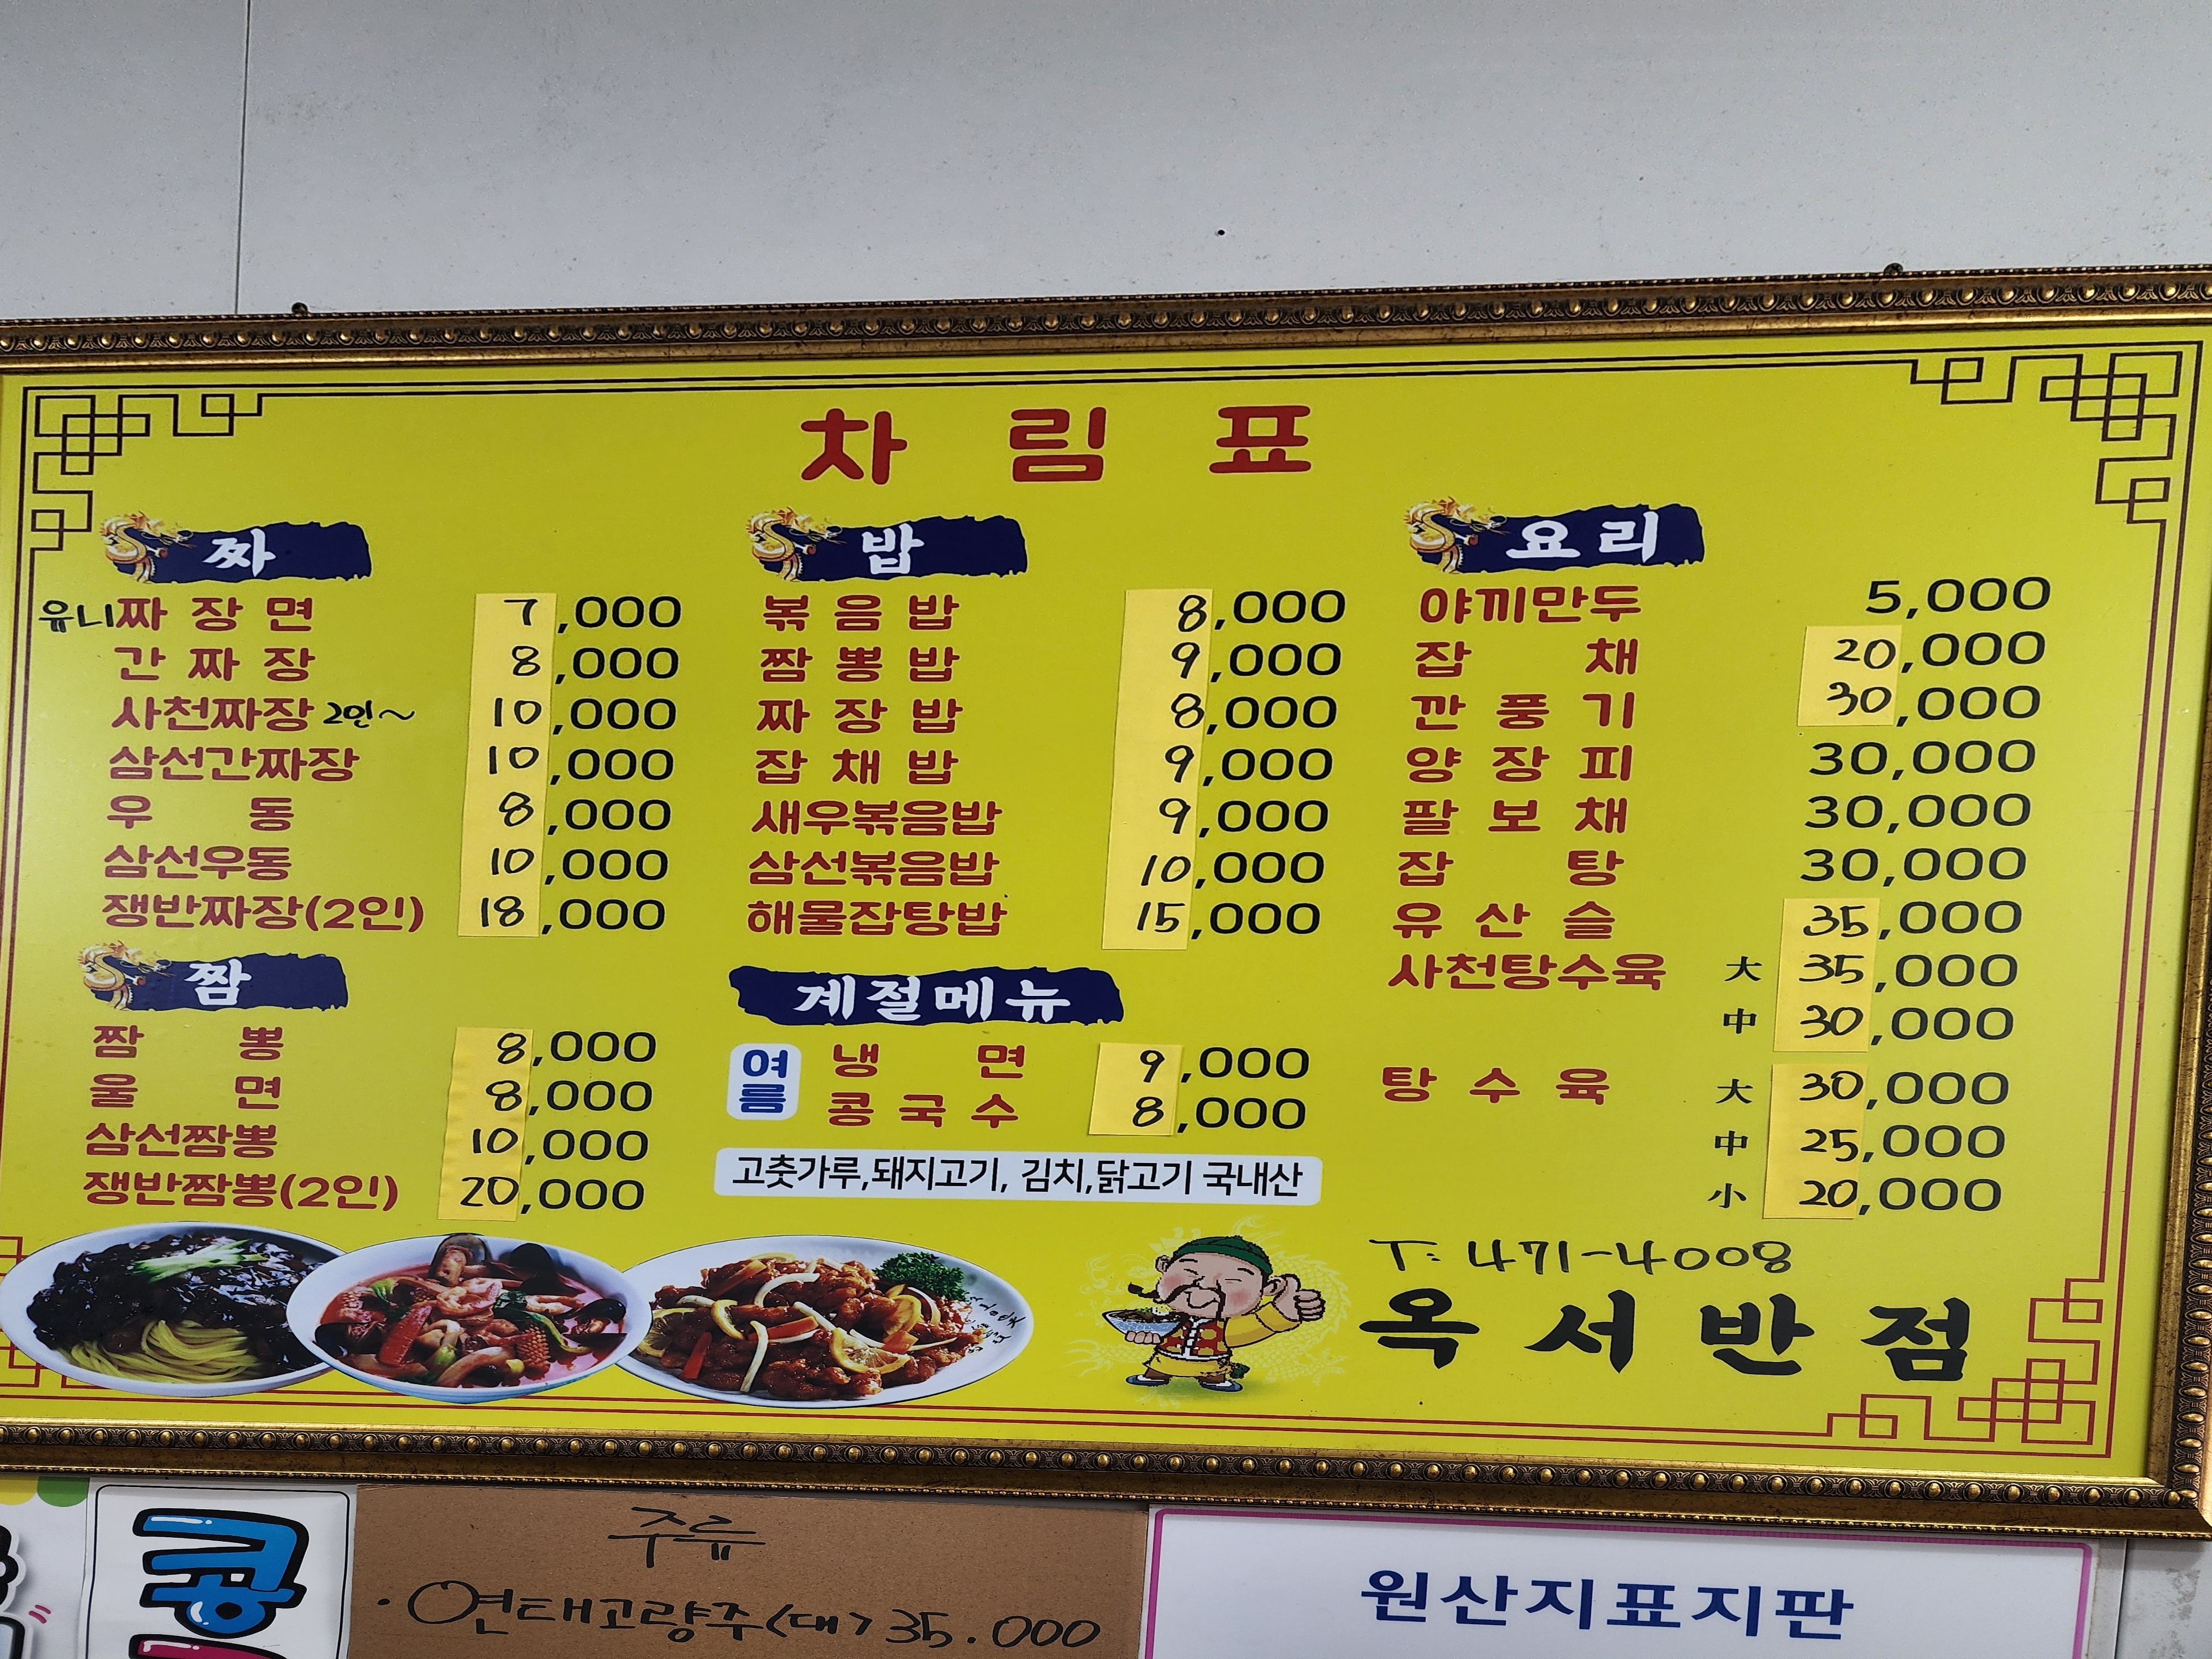 차 림 표
짜
유니짜 장 면 7,000
간 짜 장 8,000
사천짜장 2인~ 10,000
삼선간짜장 10,000
우 동 8,000
삼선우동 10,000
쟁반짜장(2인) 18,000
짬
짬 뽕 8,000
울 면 8,000
삼선짬뽕 10,000
쟁반짬뽕(2인) 20,000
밥
볶 음 밥 8,000
짬 뽕 밥 9,000
짜 장 밥 8,000
잡 채 밥 9,000
새우볶음밥 9,000
삼선볶음밥 10,000
해물잡탕밥 15,000
계절메뉴
여름
냉 면 9,000
콩 국 수 8,000
고춧가루,돼지고기, 김치,닭고기 국내산
요리
야끼만두 5,000
잡 채 20,000
깐 풍 기 30,000
양 장 피 30,000
팔 보 채 30,000
잡 탕 30,000
유 산 슬 35,000
사천탕수육 大 35,000
中 30,000
탕 수 육 大 30,000
中 25,000
小 20,000
T: 471-4008
옥서반점
콩
주류
·연태고량주(대) 35.000
원산지표지판